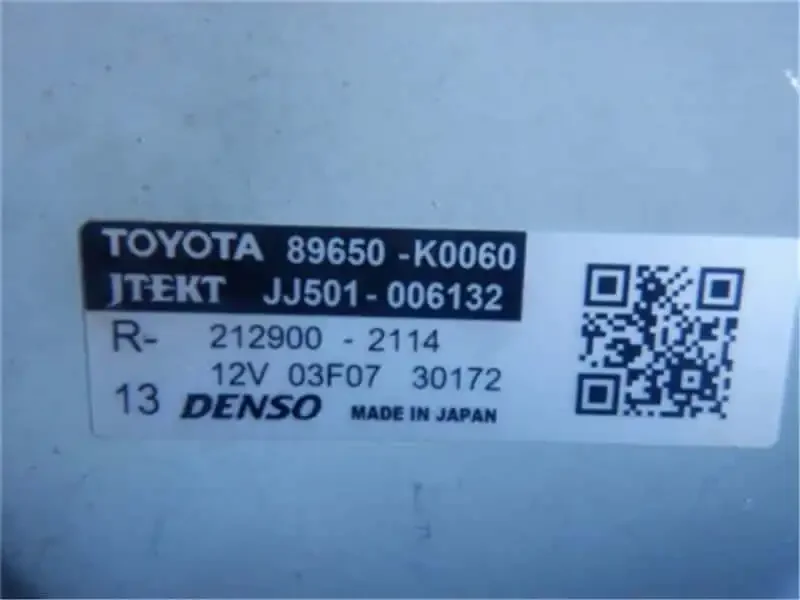 TOYOTA 89650-K0060
JTEKT JJ501-006132
R- 212900-2114
12V 03F07 30172
13 DENSO MADE IN JAPAN